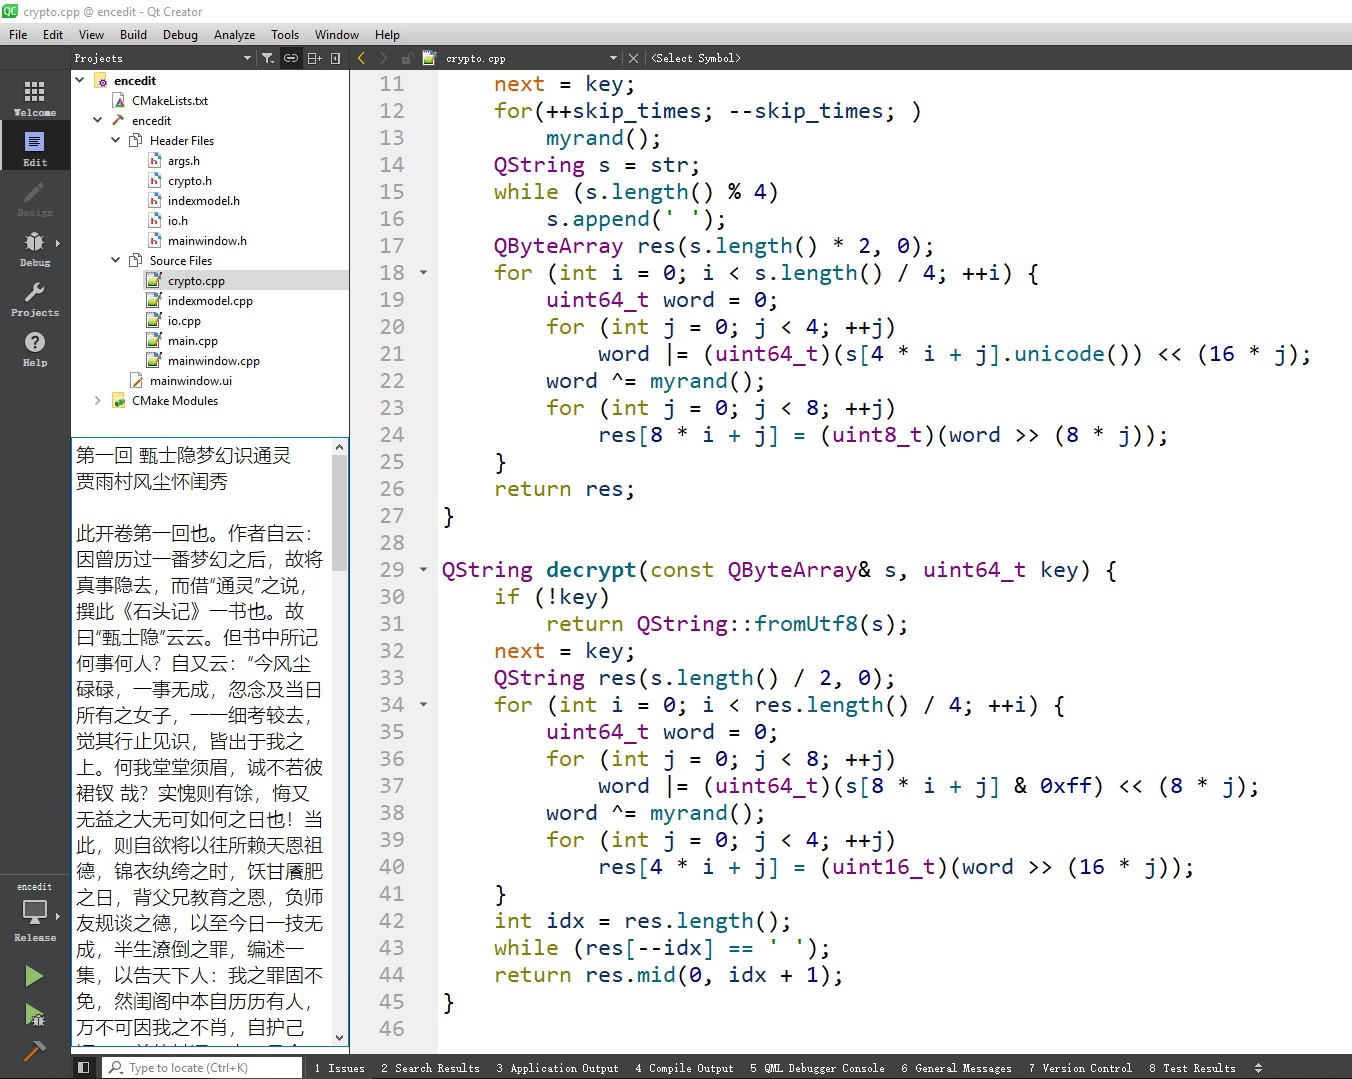 crypto.cpp @ encedit - Qt Creator
File Edit View Build Debug Analyze Tools Window Help
Projects
crypto.cpp
<Select Symbol>
Welcome
Edit
Design
Debug
Projects
Help
encedit
Release
encedit
CMakeLists.txt
encedit
Header Files
args.h
crypto.h
indexmodel.h
io.h
mainwindow.h
Source Files
crypto.cpp
indexmodel.cpp
io.cpp
main.cpp
mainwindow.cpp
mainwindow.ui
CMake Modules
第一回 甄士隐梦幻识通灵
贾雨村风尘怀闺秀
此开卷第一回也。作者自云：
因曾历过一番梦幻之后，故将
真事隐去，而借“通灵”之说，
撰此《石头记》一书也。故
曰“甄士隐”云云。但书中所记
何事何人？自又云：“今风尘
碌碌，一事无成，忽念及当日
所有之女子，一一细考较去，
觉其行止见识，皆出于我之
上。何我堂堂须眉，诚不若彼
裙钗 哉？实愧则有馀，悔又
无益之大无可如何之日也！当
此，则自欲将以往所赖天恩祖
德，锦衣纨绔之时，饫甘餍肥
之日，背父兄教育之恩，负师
友规谈之德，以至今日一技无
成，半生潦倒之罪，编述一
集，以告天下人：我之罪固不
免，然闺阁中本自历历有人，
万不可因我之不肖，自护己
11 next = key;
12 for(++skip_times; --skip_times; )
13 myrand();
14 QString s = str;
15 while (s.length() % 4)
16 s.append(' ');
17 QByteArray res(s.length() * 2, 0);
18 for (int i = 0; i < s.length() / 4; ++i) {
19 uint64_t word = 0;
20 for (int j = 0; j < 4; ++j)
21 word |= (uint64_t)(s[4 * i + j].unicode()) << (16 * j);
22 word ^= myrand();
23 for (int j = 0; j < 8; ++j)
24 res[8 * i + j] = (uint8_t)(word >> (8 * j));
25 }
26 return res;
27 }
28
29 QString decrypt(const QByteArray& s, uint64_t key) {
30 if (!key)
31 return QString::fromUtf8(s);
32 next = key;
33 QString res(s.length() / 2, 0);
34 for (int i = 0; i < res.length() / 4; ++i) {
35 uint64_t word = 0;
36 for (int j = 0; j < 8; ++j)
37 word |= (uint64_t)(s[8 * i + j] & 0xff) << (8 * j);
38 word ^= myrand();
39 for (int j = 0; j < 4; ++j)
40 res[4 * i + j] = (uint16_t)(word >> (16 * j));
41 }
42 int idx = res.length();
43 while (res[--idx] == ' ');
44 return res.mid(0, idx + 1);
45 }
46
Type to locate (Ctrl+K)
1 Issues 2 Search Results 3 Application Output 4 Compile Output 5 QML Debugger Console 6 General Messages 7 Version Control 8 Test Results